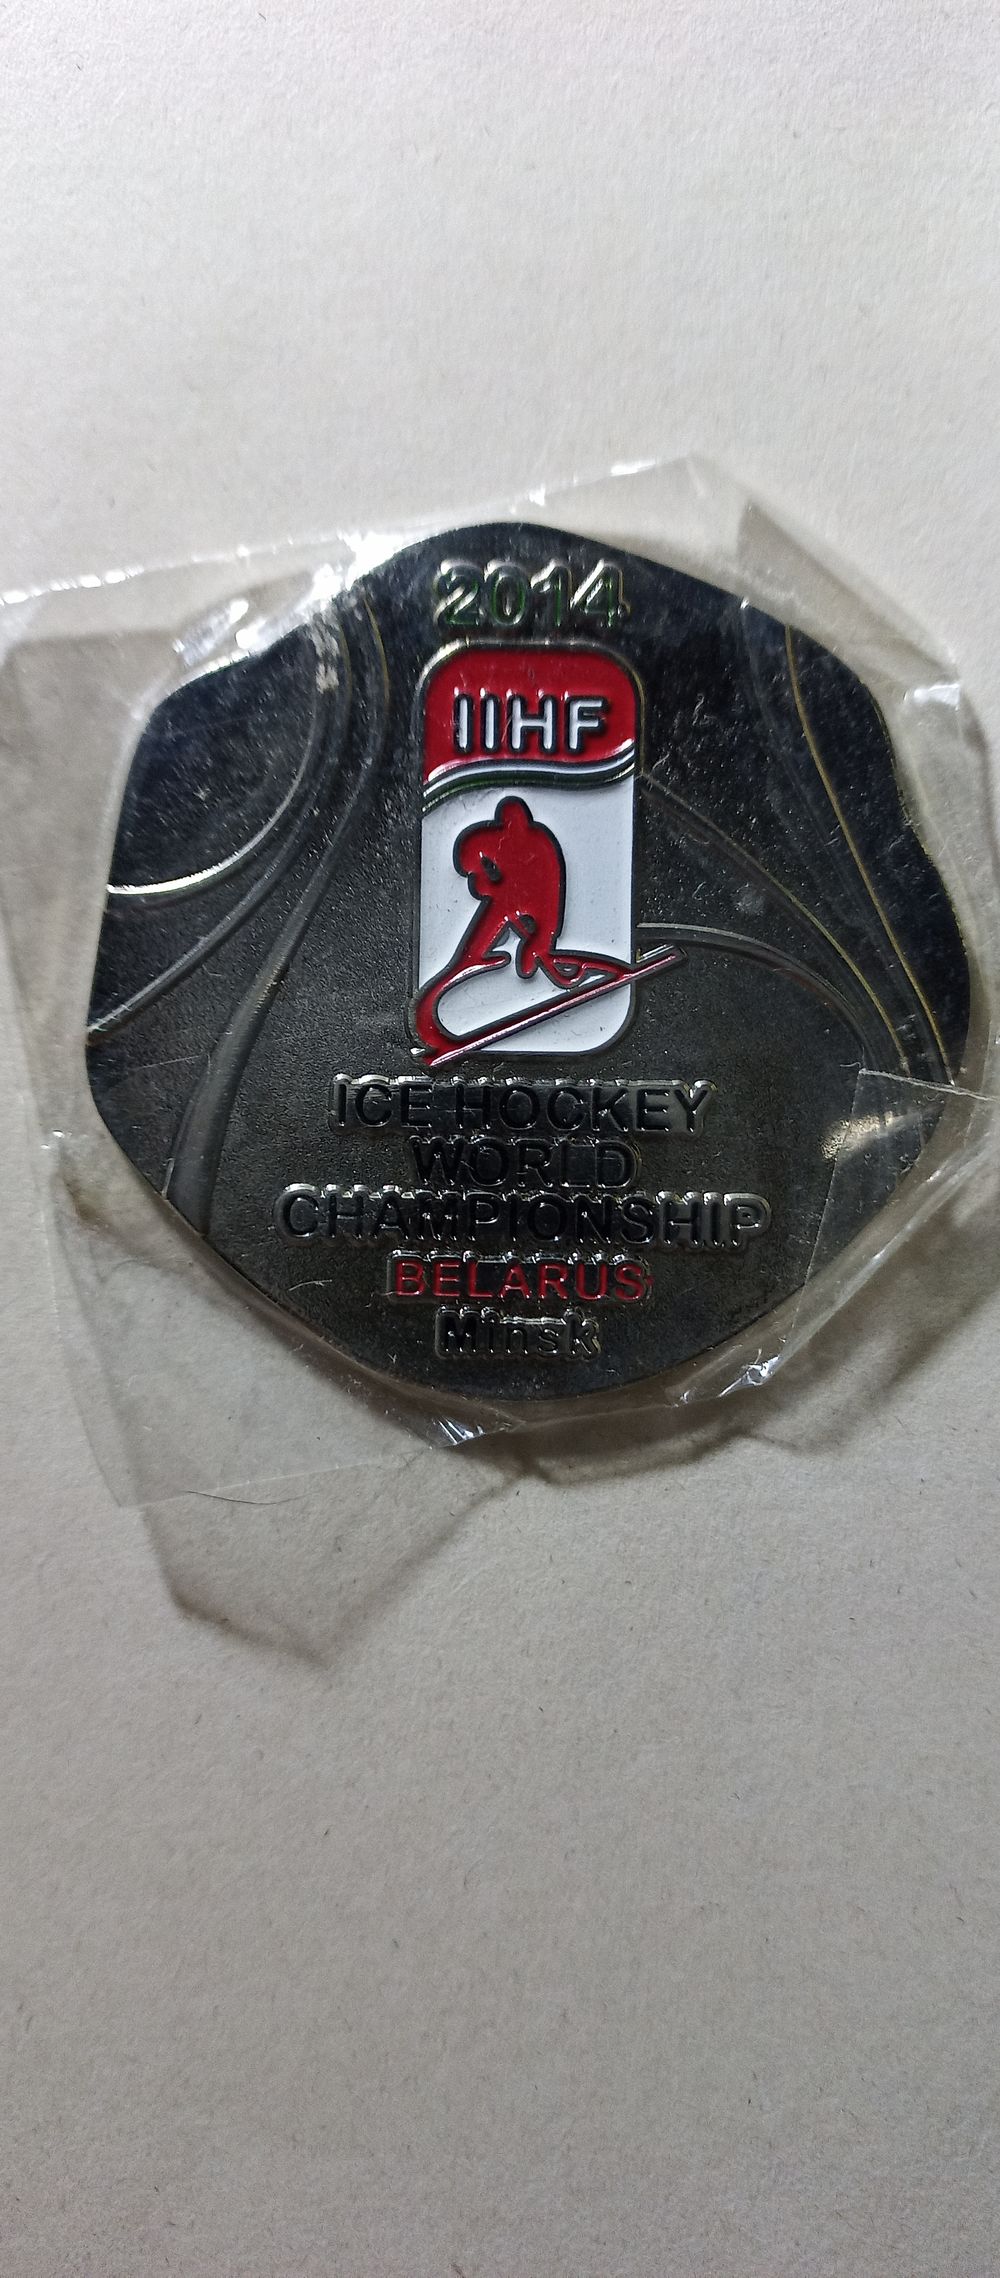 2014
IIHF
ICE HOCKEY
WORLD
CHAMPIONSHIP
BELARUS
Minsk